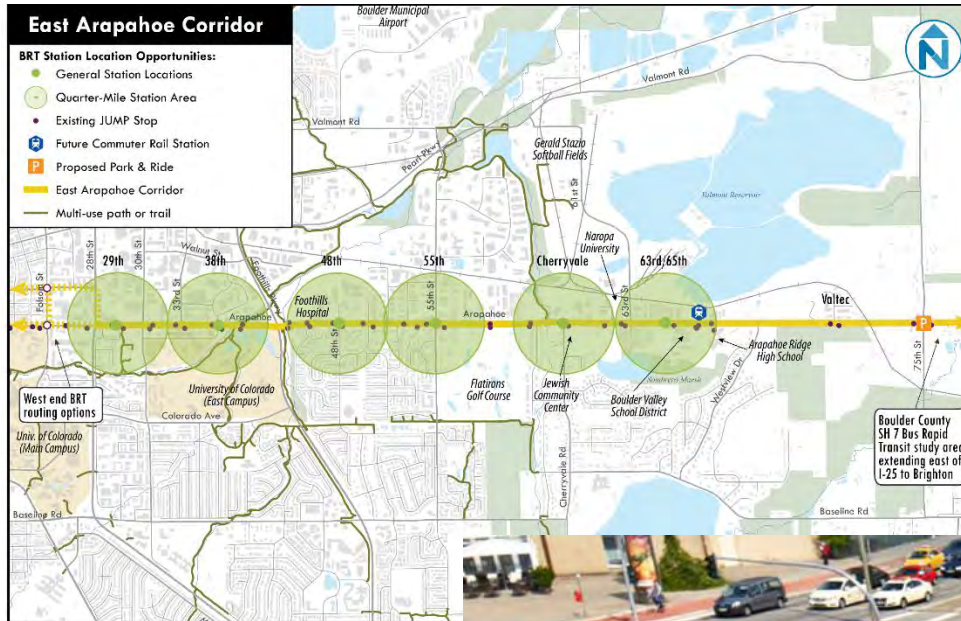 East Arapahoe Corridor
BRT Station Location Opportunities:
General Station Locations
Quarter-Mile Station Area
Existing JUMP Stop
Future Commuter Rail Station
P
Proposed Park & Ride
East Arapahoe Corridor
Multi-use path or trail
Boulder Municipal
Airport
N
Valmont Rd
Valmont Rd
Pearl Pkwy
Gerald Stazio
Softball Fields
61st St
Valmont Reservoir
Naropa
University
28th St
30th St
Walnut St
Foothills Pkwy
29th
38th
48th
55th
Cherryvale
63rd/65th
Folsom St
33rd St
Foothills
Hospital
55th St
63rd St
Valtec
Arapahoe
48th St
Arapahoe
P
75th St
Arapahoe Ridge
High School
West end BRT
routing options
University of Colorado
(East Campus)
Flatirons
Golf Course
Jewish
Community
Center
Boulder Valley
School District
Westview Dr
Colorado Ave
Univ. of Colorado
(Main Campus)
Cherryvale Rd
Boulder County
SH 7 Bus Rapid
Transit study area
extending east of
I-25 to Brighton
Baseline Rd
Baseline Rd